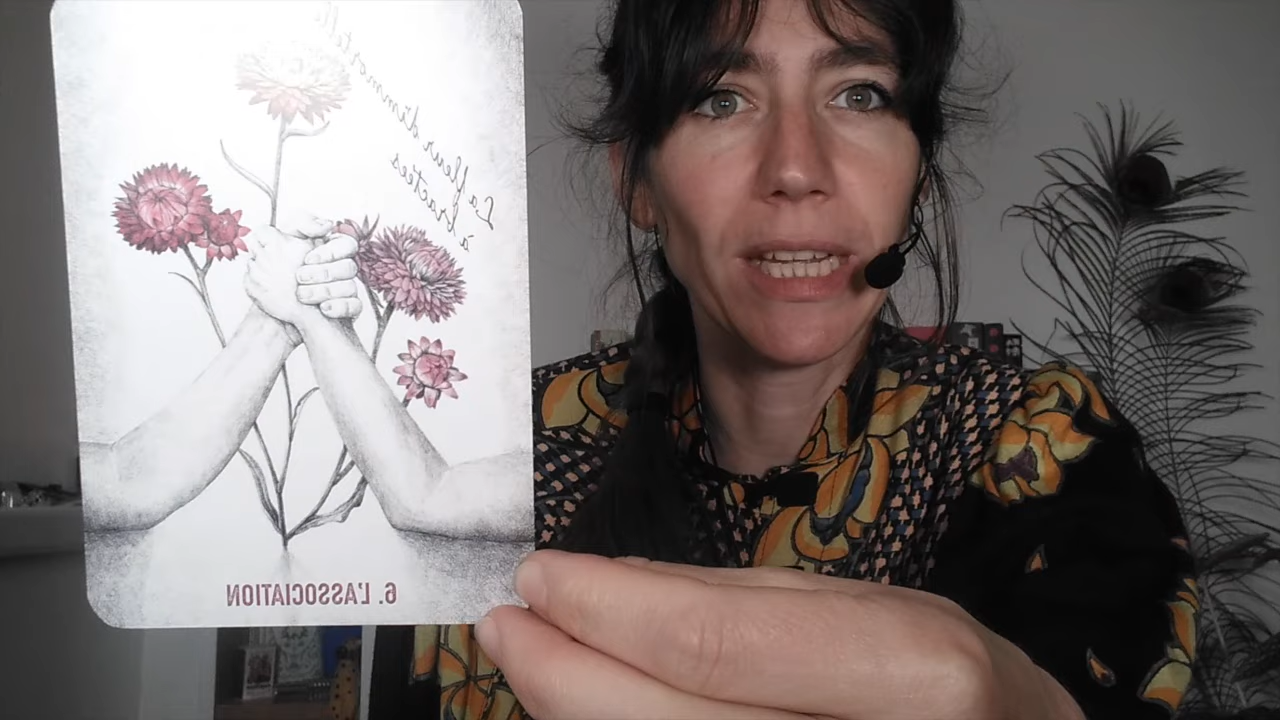 La fleur d'immortelle
à bractées
6. L'ASSOCIATION